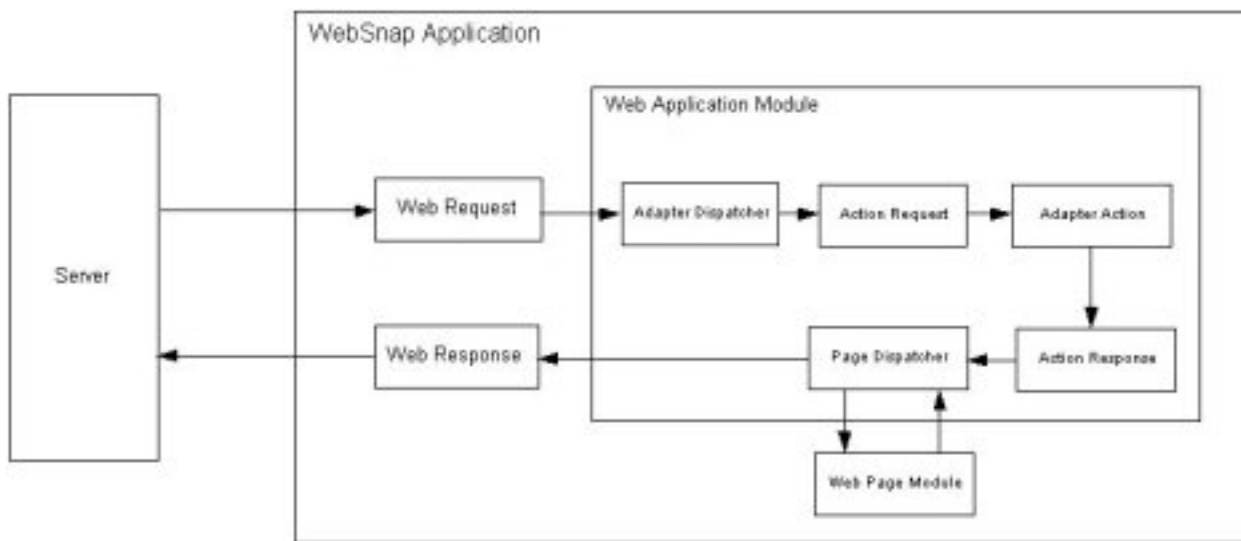 WebSnap Application
Web Application Module
Web Request
Adapter Dispatcher
Action Request
Adapter Action
Server
Web Response
Page Dispatcher
Action Response
Web Page Module